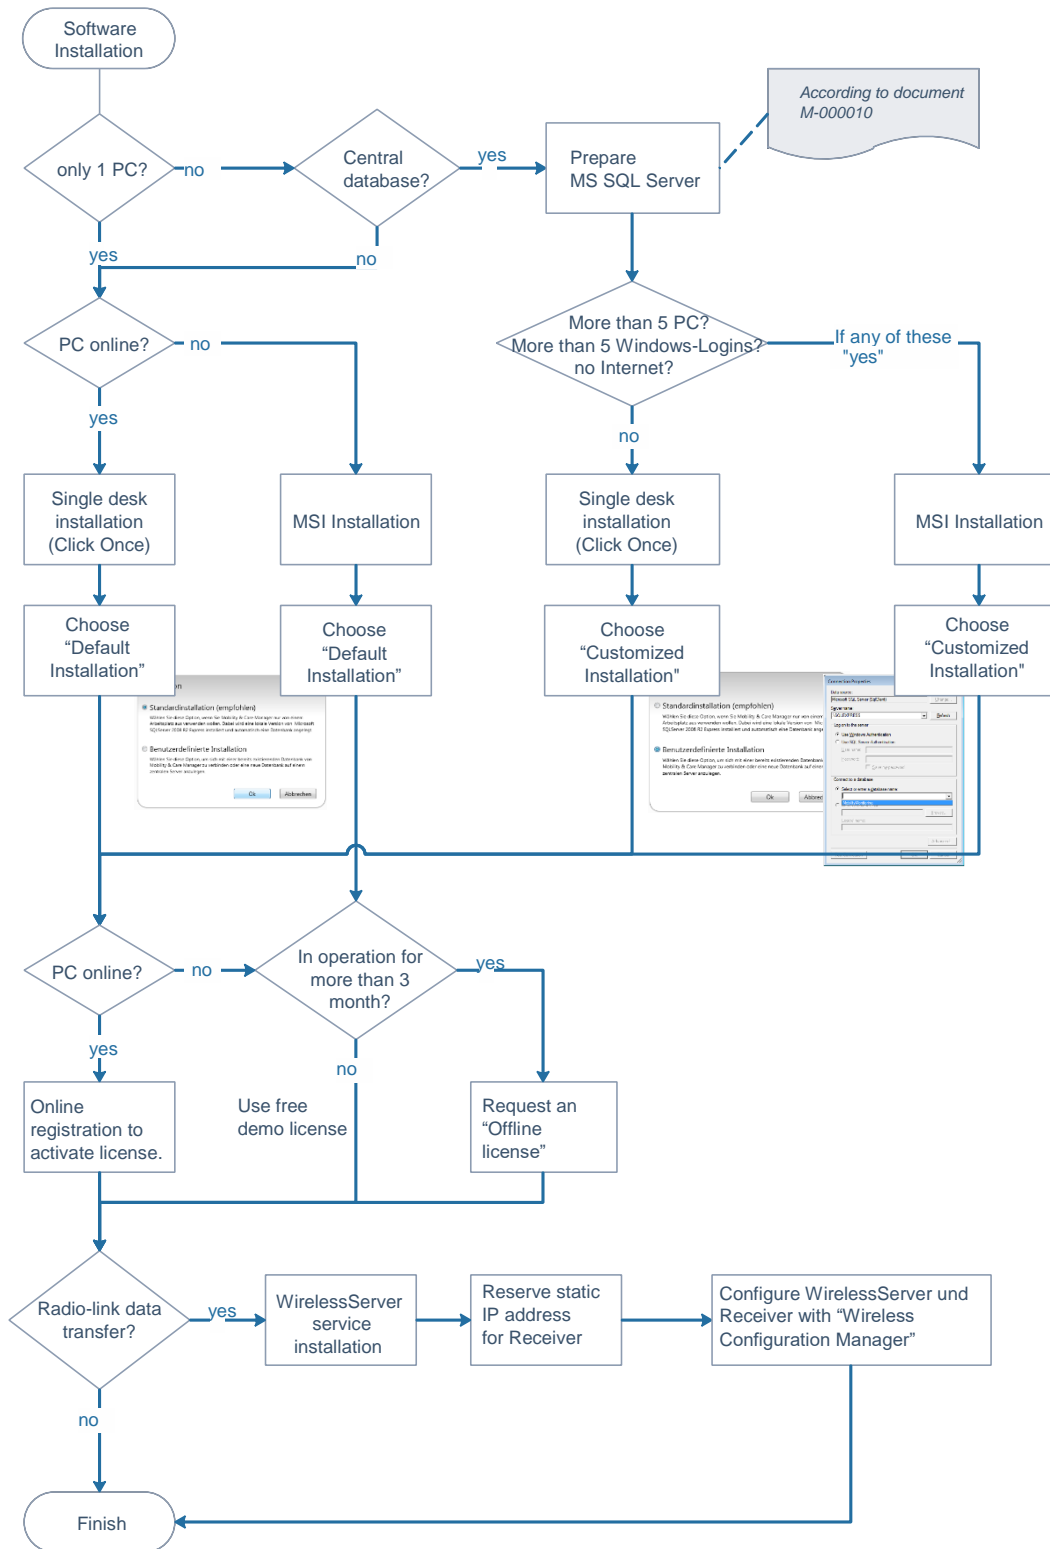 Software
Installation
According to document
M-000010
only 1 PC?
no
Central
database?
yes
Prepare
MS SQL Server
yes
no
PC online?
no
More than 5 PC?
More than 5 Windows-Logins?
no Internet?
If any of these
"yes"
yes
no
Single desk
installation
(Click Once)
MSI Installation
Single desk
installation
(Click Once)
MSI Installation
Choose
“Default
Installation”
Choose
“Default
Installation”
Choose
“Customized
Installation"
Choose
“Customized
Installation"
Standardinstallation (empfohlen)
Benutzerdefinierte Installation
Ok
Abbrechen
Standardinstallation (empfohlen)
Benutzerdefinierte Installation
Ok
Connection Properties
PC online?
no
In operation for
more than 3
month?
yes
yes
no
Online
registration to
activate license.
Use free
demo license
Request an
“Offline
license”
Radio-link data
transfer?
yes
WirelessServer
service
installation
Reserve static
IP address
for Receiver
Configure WirelessServer und
Receiver with “Wireless
Configuration Manager”
no
Finish